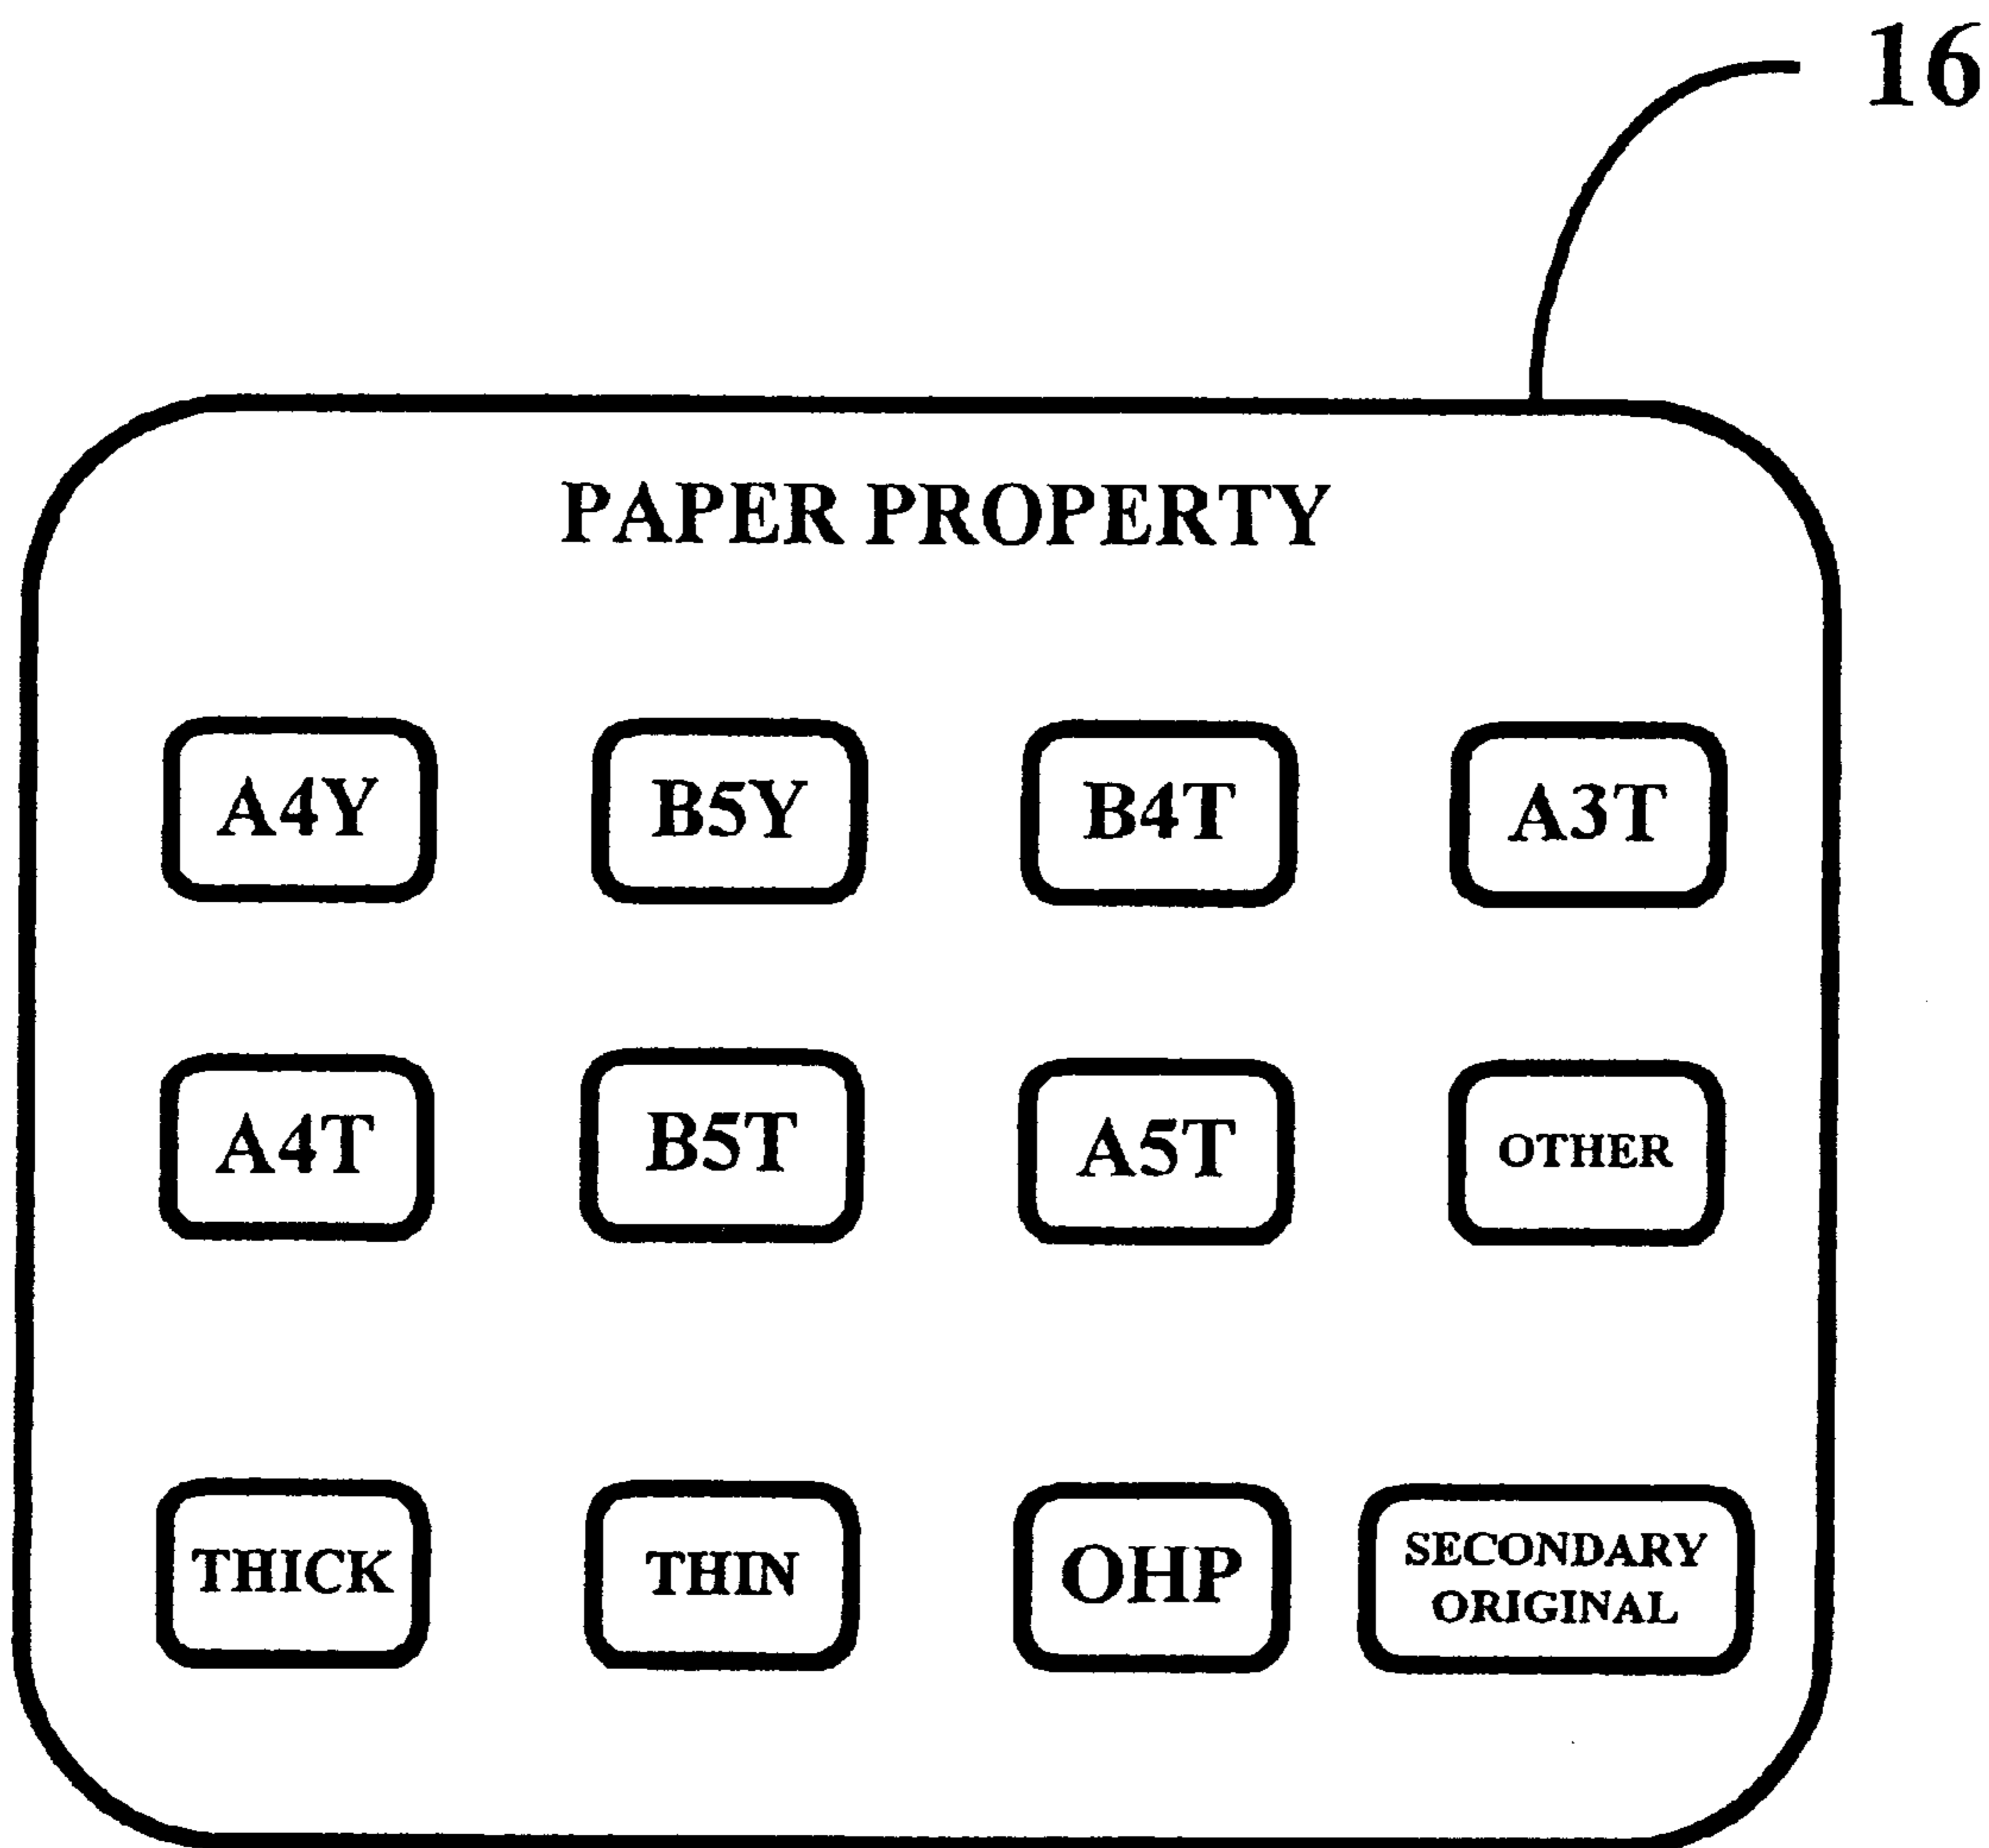 16
PAPER PROPERTY
A4Y B5Y B4T A3T
A4T B5T A5T OTHER
THICK THIN OHP SECONDARY
ORIGINAL